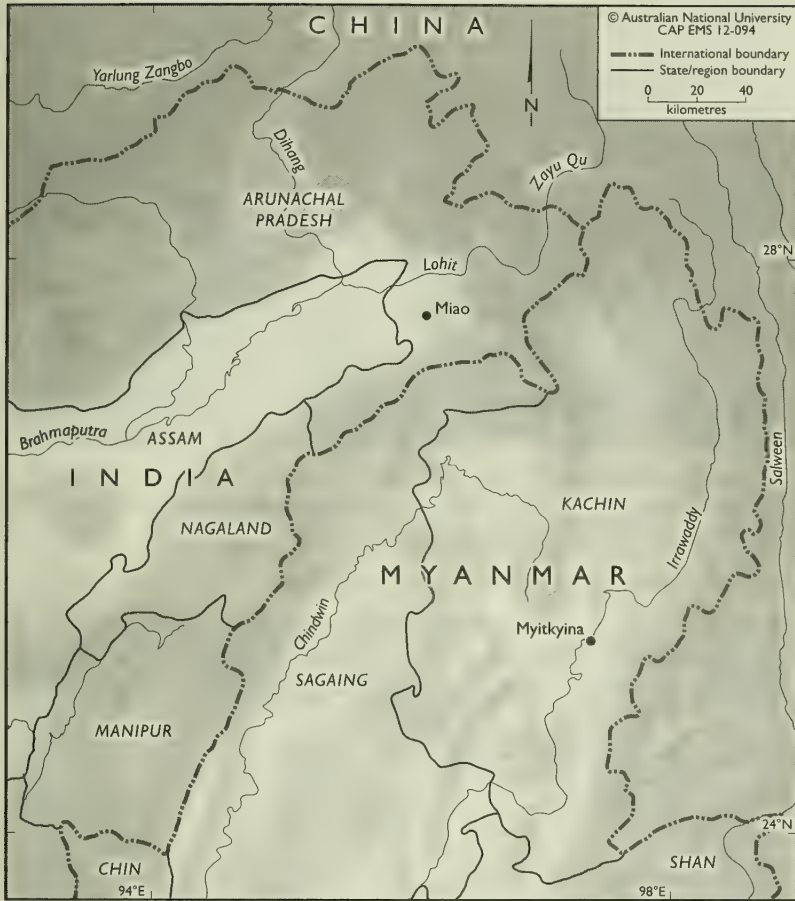 CHINA
© Australian National University
CAP EMS 12-094
International boundary
State/region boundary
0 20 40
kilometres
Yarlung Zangbo
N
Dihang
Zayu Qu
ARUNACHAL
PRADESH
28°N
Lohit
Miao
Brahmaputra
ASSAM
INDIA
Salween
KACHIN
NAGALAND
Irrawaddy
MYANMAR
Chindwin
Myitkyina
SAGAING
MANIPUR
24°N
CHIN
SHAN
94°E
98°E